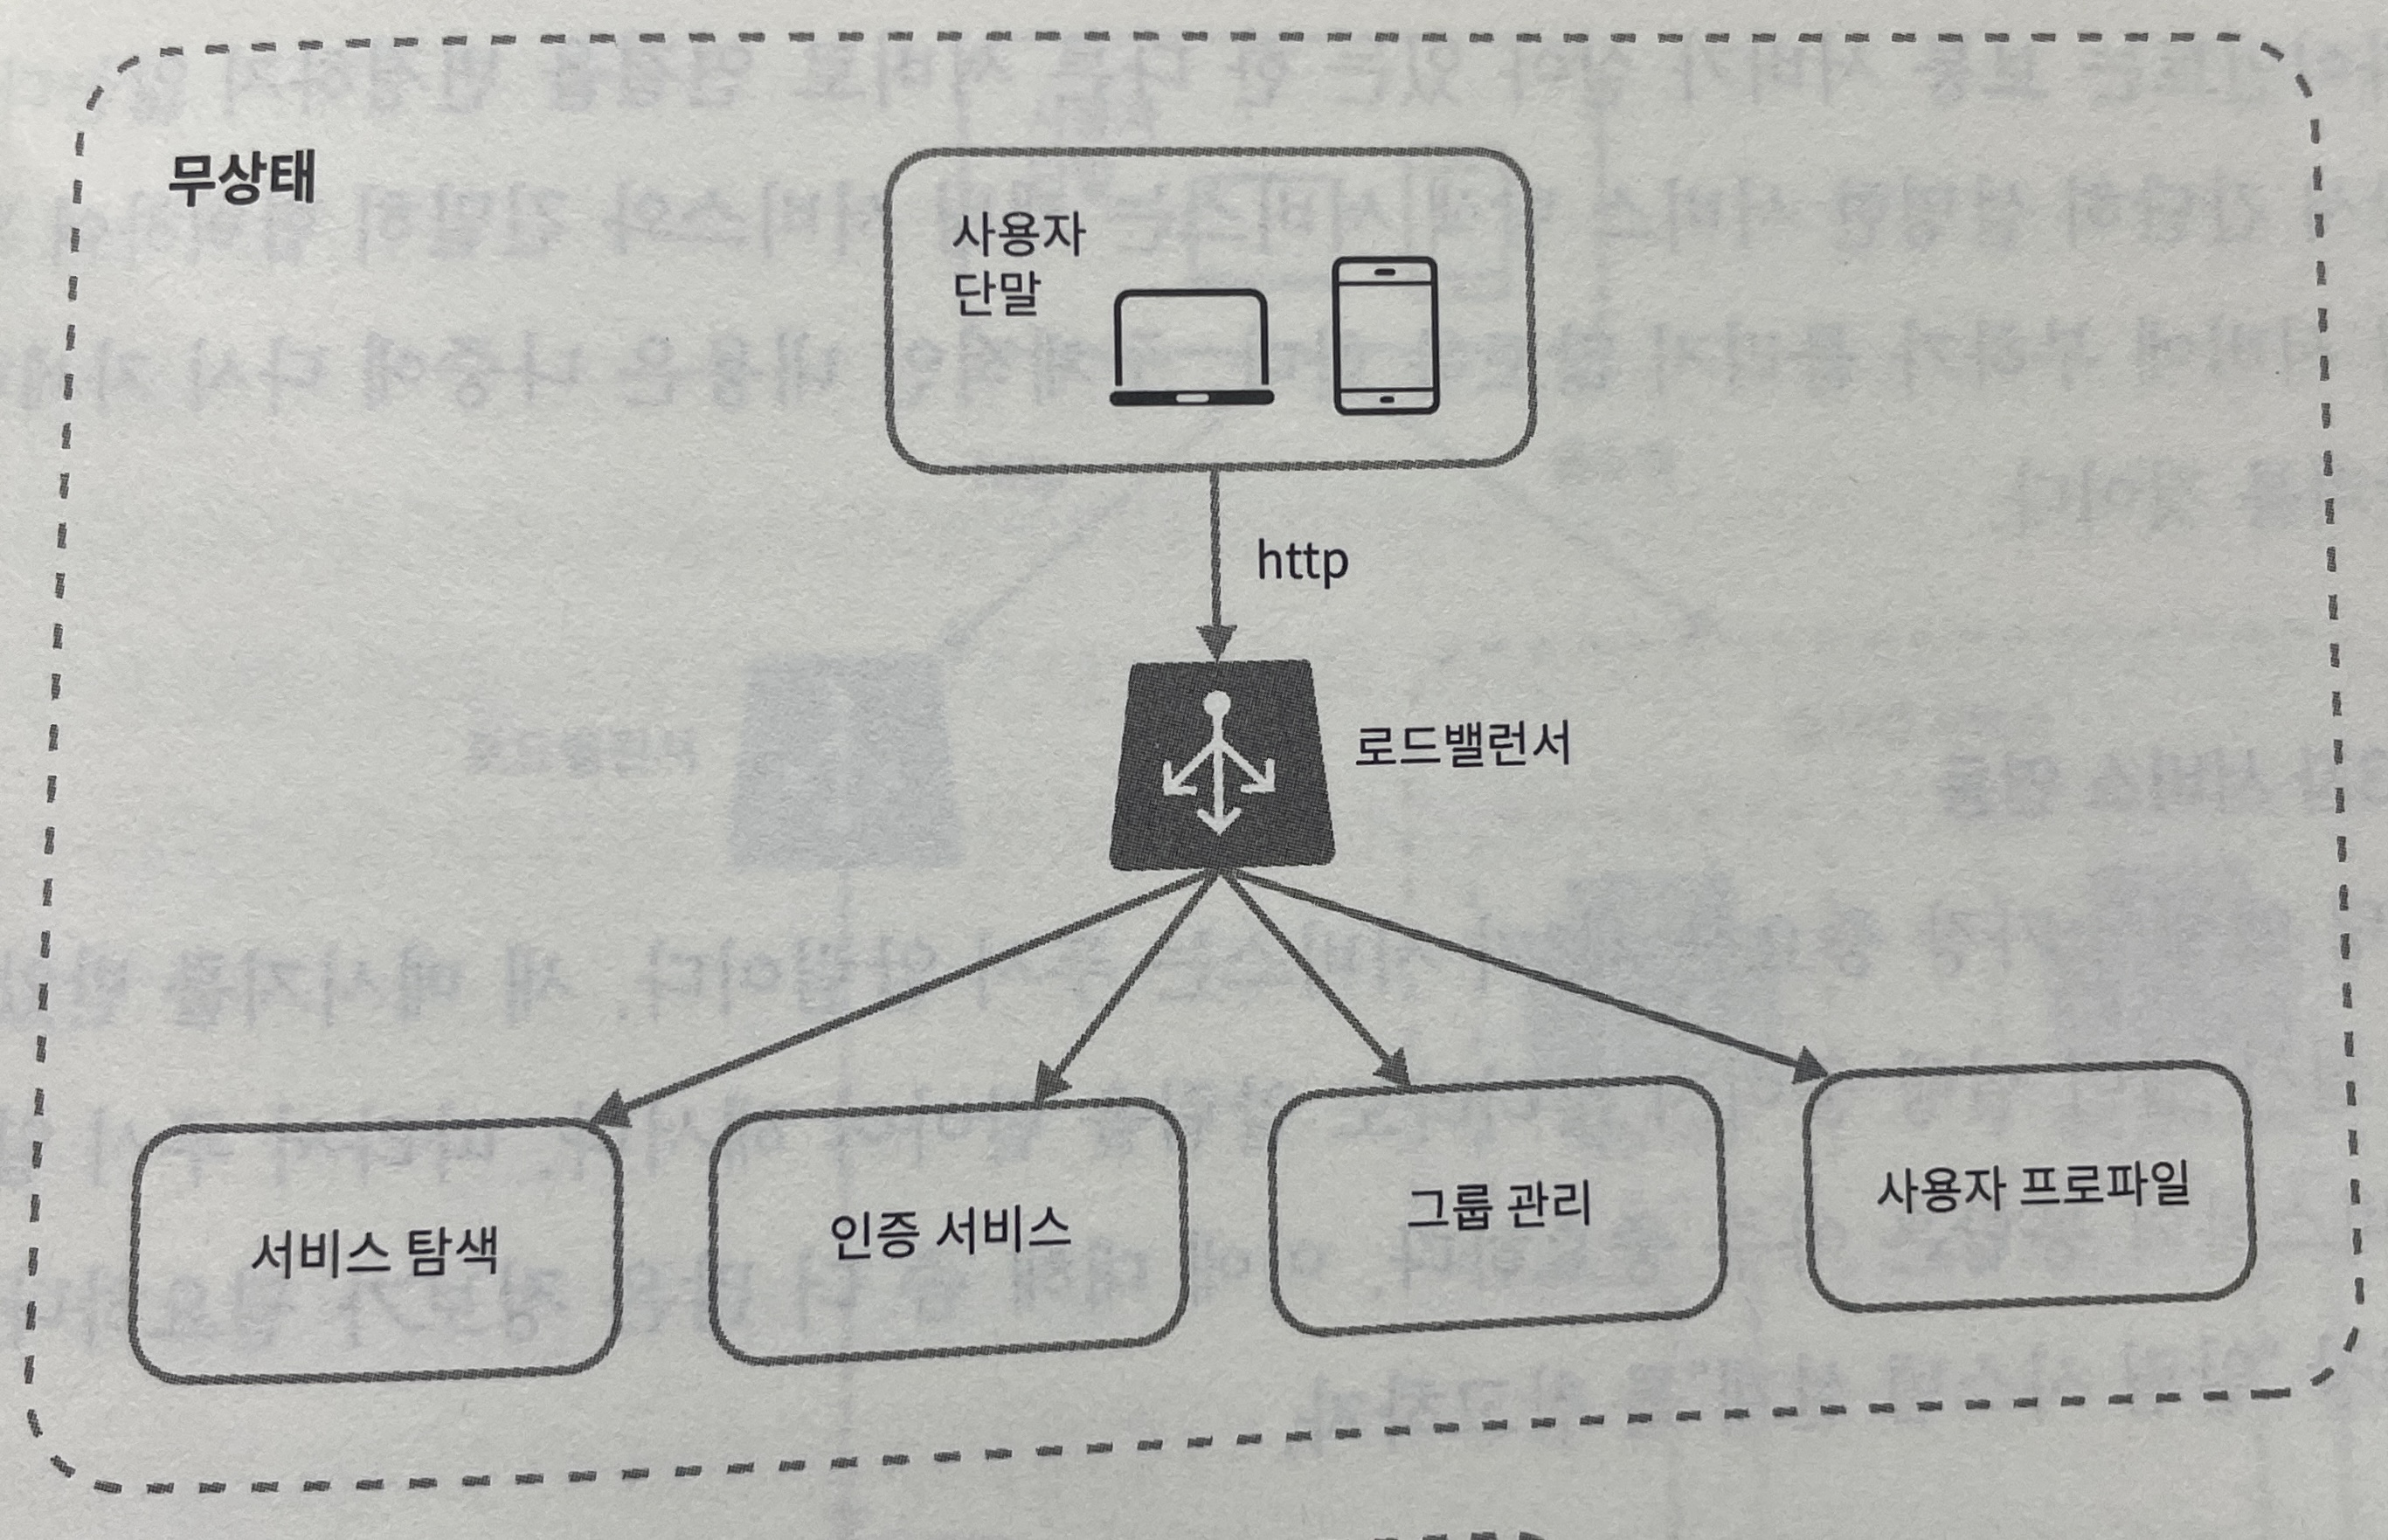 무상태
사용자
단말
http
로드밸런서
서비스 탐색
인증 서비스
그룹 관리
사용자 프로파일